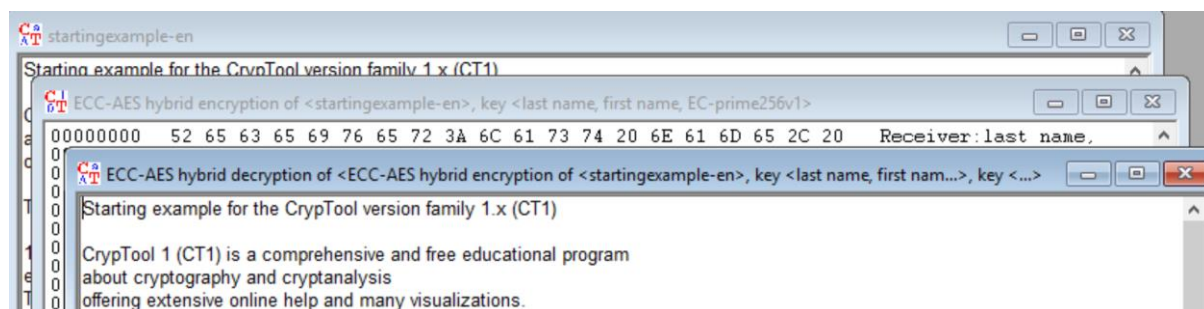 startingexample-en
Starting example for the CrypTool version family 1.x (CT1)
ECC-AES hybrid encryption of <startingexample-en>, key <last name, first name, EC-prime256v1>
00000000 52 65 63 65 69 76 65 72 3A 6C 61 73 74 20 6E 61 6D 65 2C 20 Receiver:last name,
ECC-AES hybrid decryption of <ECC-AES hybrid encryption of <startingexample-en>, key <last name, first nam...>, key <...>
Starting example for the CrypTool version family 1.x (CT1)
CrypTool 1 (CT1) is a comprehensive and free educational program
about cryptography and cryptanalysis
offering extensive online help and many visualizations.